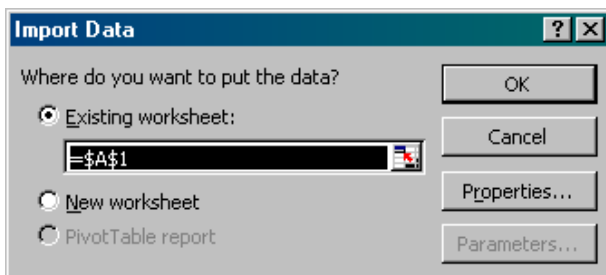 Import Data
Where do you want to put the data?
OK
Existing worksheet:
Cancel
=$A$1
Properties...
New worksheet
PivotTable report
Parameters...